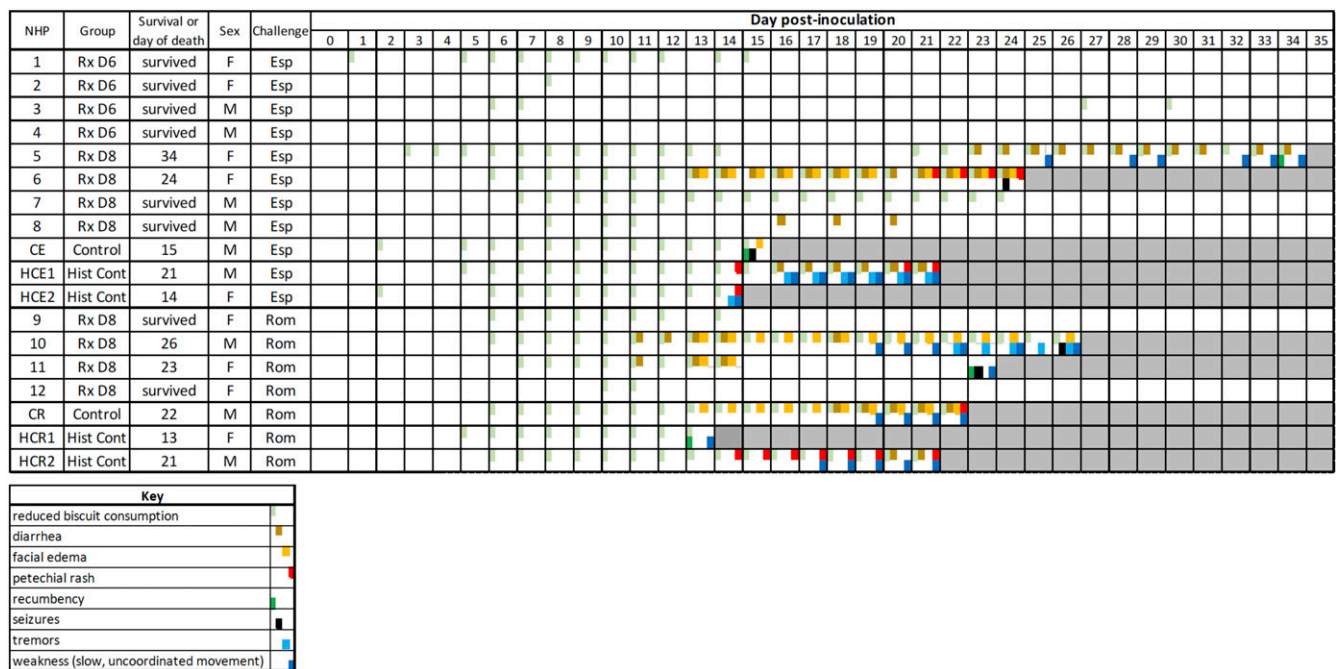 NHP Group Survival or day of death Sex Challenge Day post-inoculation
0 1 2 3 4 5 6 7 8 9 10 11 12 13 14 15 16 17 18 19 20 21 22 23 24 25 26 27 28 29 30 31 32 33 34 35
1 Rx D6 survived F Esp
2 Rx D6 survived F Esp
3 Rx D6 survived M Esp
4 Rx D6 survived M Esp
5 Rx D8 34 F Esp
6 Rx D8 24 F Esp
7 Rx D8 survived M Esp
8 Rx D8 survived M Esp
CE Control 15 M Esp
HCE1 Hist Cont 21 M Esp
HCE2 Hist Cont 14 F Esp
9 Rx D8 survived F Rom
10 Rx D8 26 M Rom
11 Rx D8 23 F Rom
12 Rx D8 survived F Rom
CR Control 22 M Rom
HCR1 Hist Cont 13 F Rom
HCR2 Hist Cont 21 M Rom
Key
reduced biscuit consumption
diarrhea
facial edema
petechial rash
recumbency
seizures
tremors
weakness (slow, uncoordinated movement)